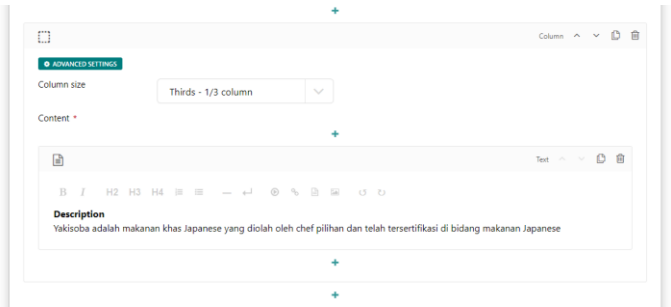 Column
ADVANCED SETTINGS
Column size
Thirds - 1/3 column
Content *
Text
B I H2 H3 H4
Description
Yakisoba adalah makanan khas Japanese yang diolah oleh chef pilihan dan telah tersertifikasi di bidang makanan Japanese